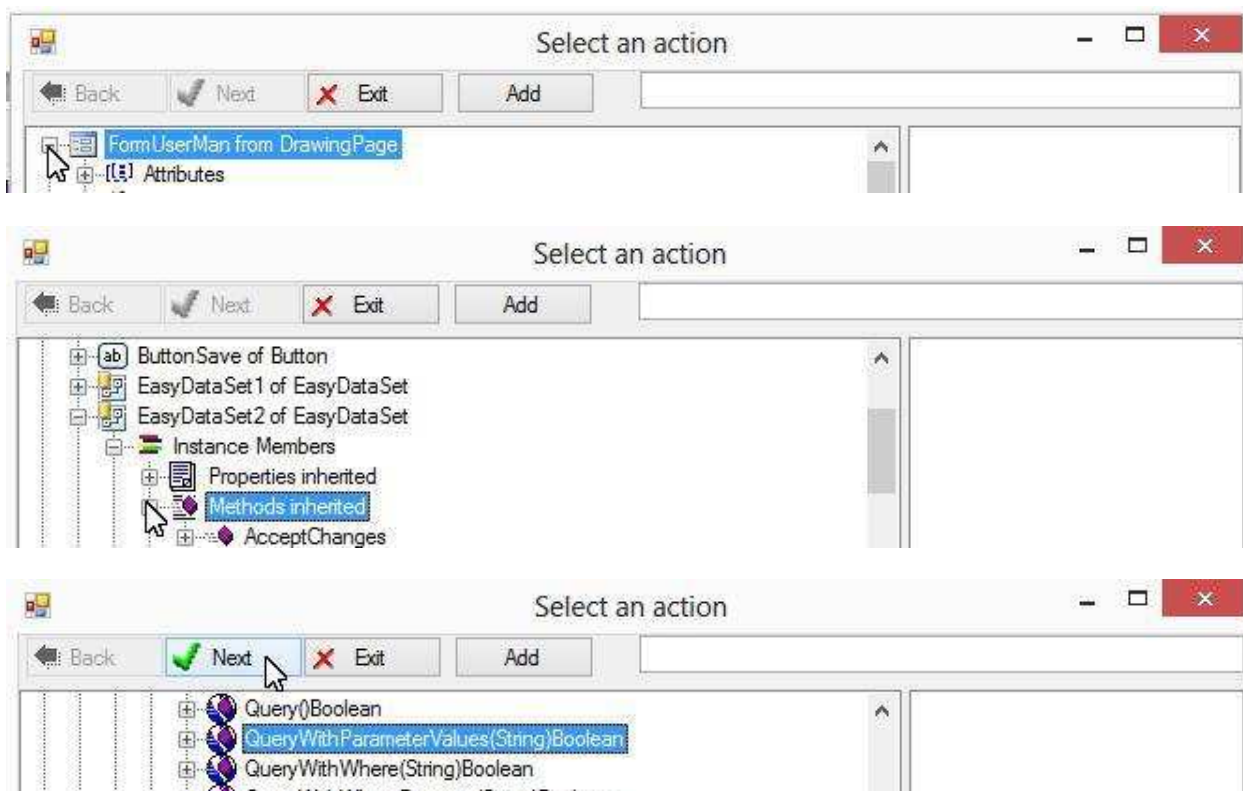 Select an action
Back Next Exit Add
FormUserMan from DrawingPage
Attributes
Select an action
Back Next Exit Add
ButtonSave of Button
EasyDataSet1 of EasyDataSet
EasyDataSet2 of EasyDataSet
Instance Members
Properties inherited
Methods inherited
AcceptChanges
Select an action
Back Next Exit Add
Query()Boolean
QueryWithParameterValues(String)Boolean
QueryWithWhere(String)Boolean